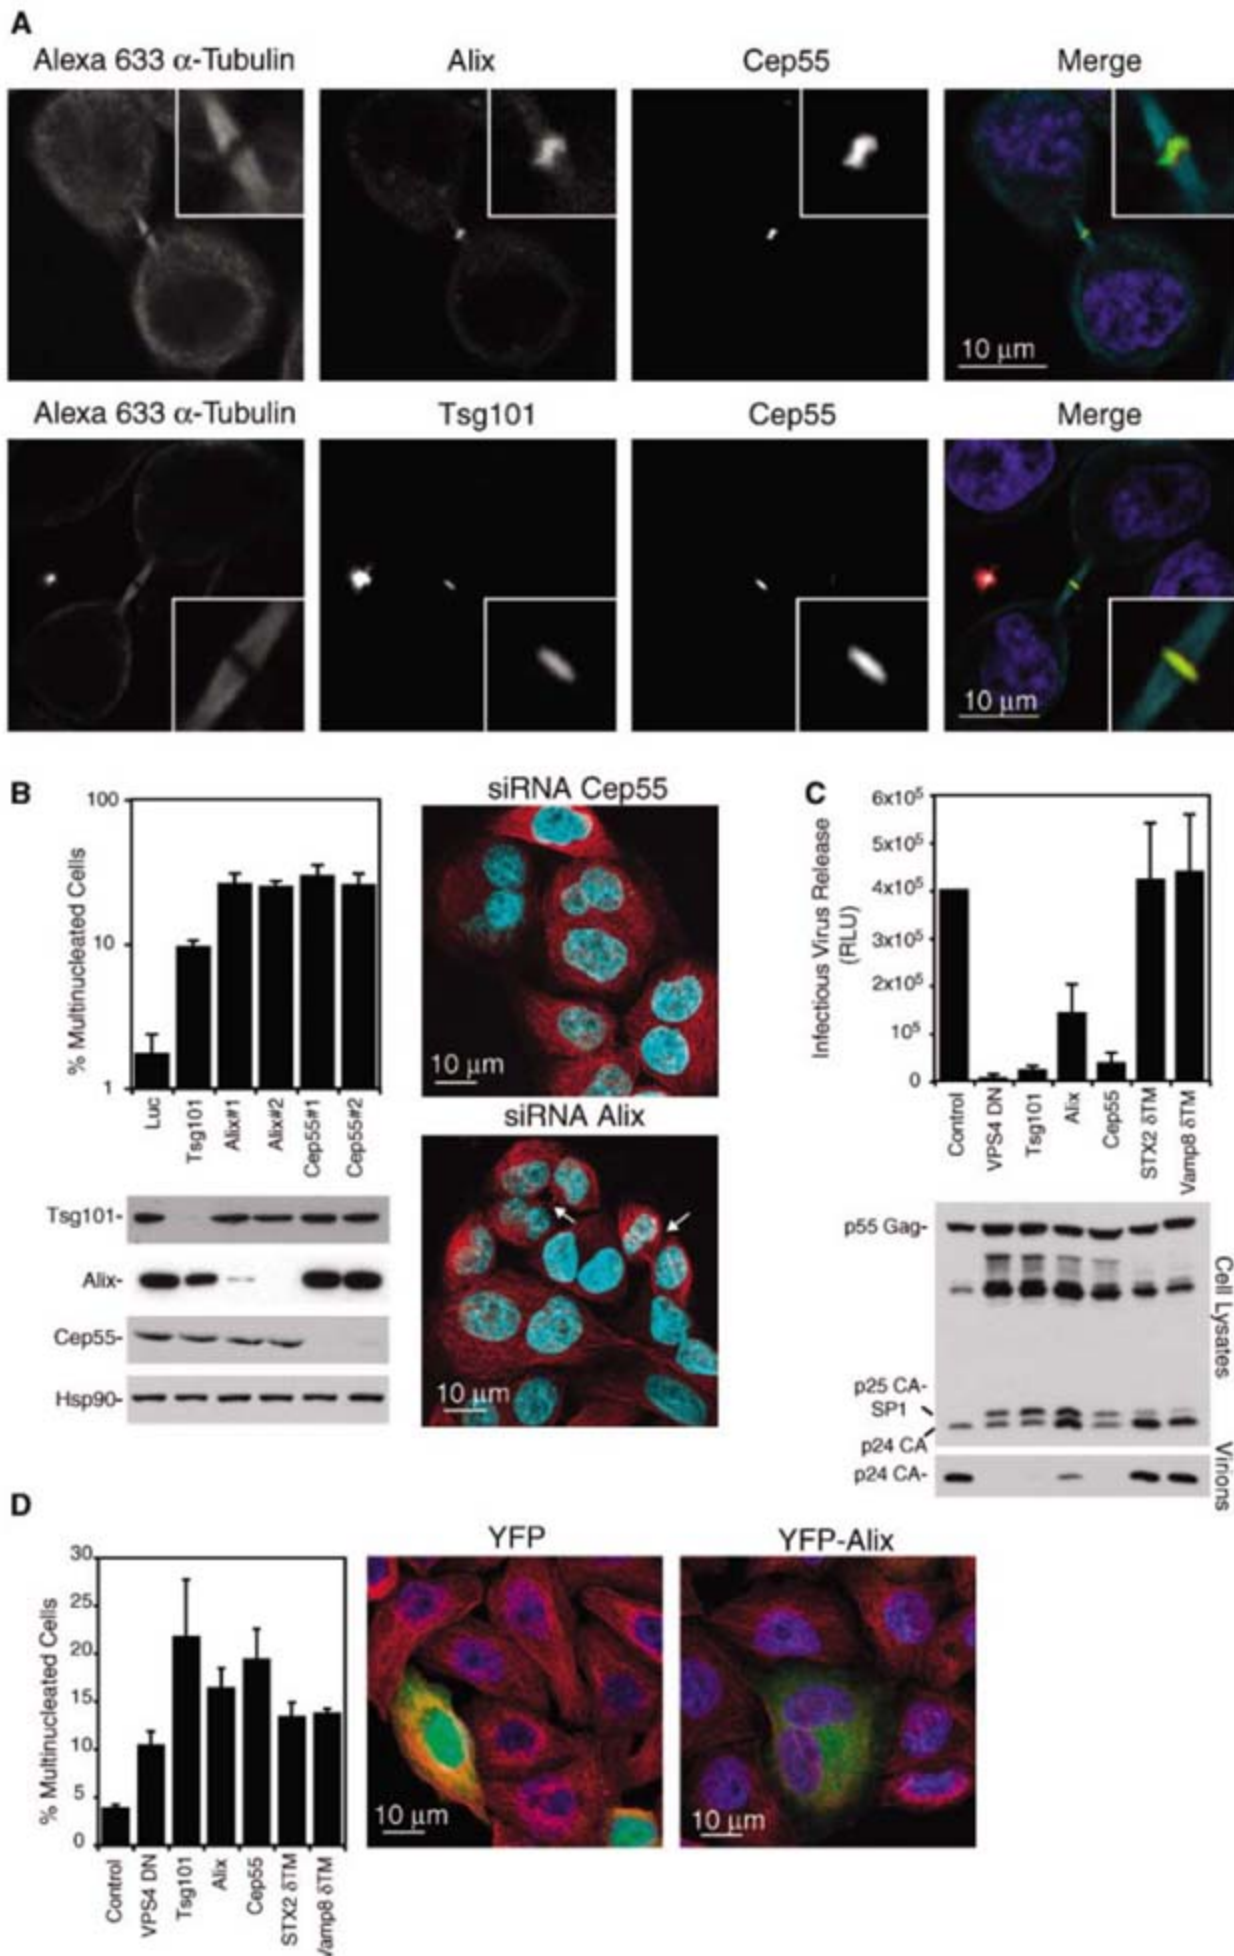 A
Alexa 633 α-Tubulin Alix Cep55 Merge
10 μm
Alexa 633 α-Tubulin Tsg101 Cep55 Merge
10 μm
B
siRNA Cep55
% Multinucleated Cells
100
10
1
Luc
Tsg101
Alix#1
Alix#2
Cep55#1
Cep55#2
10 μm
siRNA Alix
10 μm
Tsg101-
Alix-
Cep55-
Hsp90-
C
Infectious Virus Release
(RLU)
6x10⁵
5x10⁵
4x10⁵
3x10⁵
2x10⁵
10⁵
0
Control
VPS4 DN
Tsg101
Alix
Cep55
STX2 δTM
Vamp8 δTM
p55 Gag-
p25 CA-
SP1
p24 CA
p24 CA-
Cell Lysates
Virions
D
% Multinucleated Cells
30
25
20
15
10
5
0
Control
VPS4 DN
Tsg101
Alix
Cep55
STX2 δTM
Vamp8 δTM
YFP
10 μm
YFP-Alix
10 μm